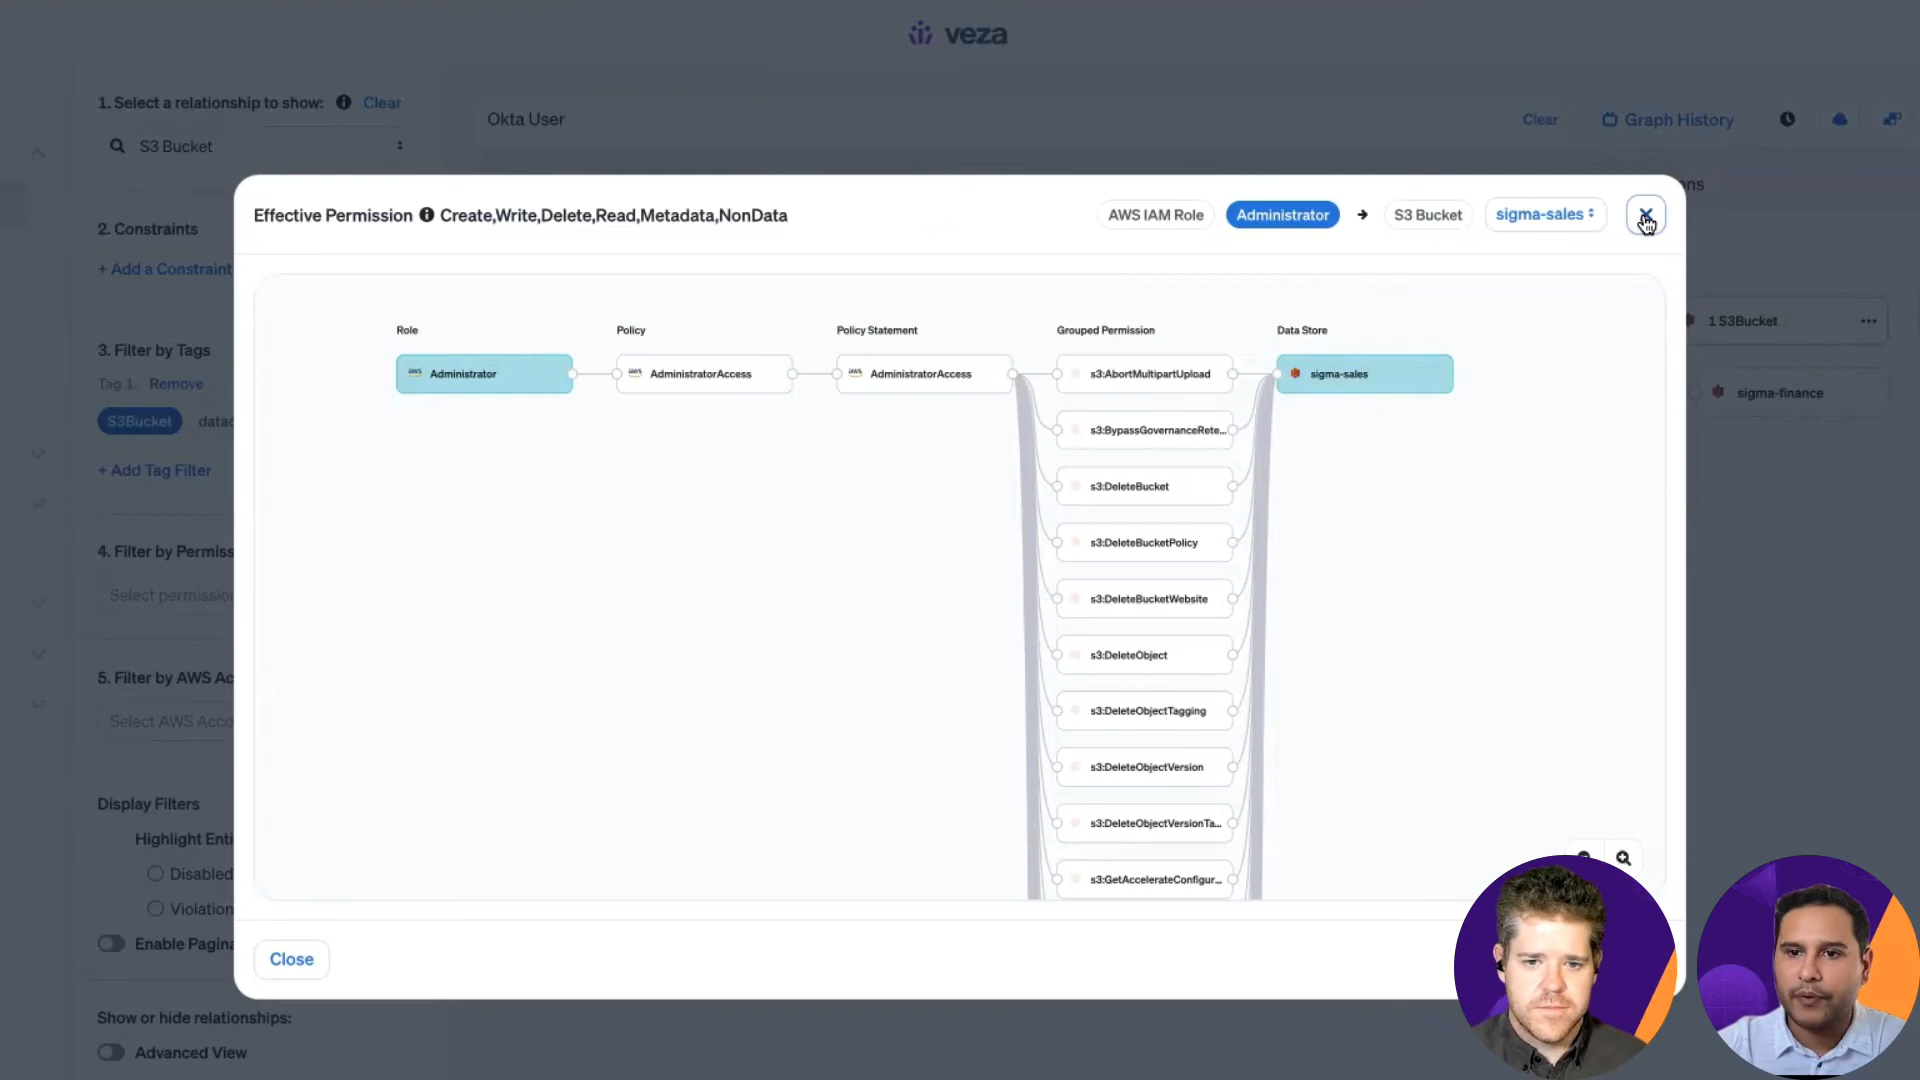 veza
1. Select a relationship to show: Clear
S3 Bucket
Okta User
Clear
Graph History
Effective Permission Create,Write,Delete,Read,Metadata,NonData
AWS IAM Role Administrator → S3 Bucket sigma-sales
2. Constraints
+ Add a Constraint
3. Filter by Tags
Tag 1. Remove
S3Bucket
+ Add Tag Filter
4. Filter by Permiss
Select permission
5. Filter by AWS Ac
Select AWS Acco
Display Filters
Highlight Enti
Disabled
Violation
Enable Pagina
Show or hide relationships:
Advanced View
Role
Policy
Policy Statement
Grouped Permission
Data Store
aws Administrator
aws AdministratorAccess
aws AdministratorAccess
s3:AbortMultipartUpload
sigma-sales
s3:BypassGovernanceRete...
s3:DeleteBucket
s3:DeleteBucketPolicy
s3:DeleteBucketWebsite
s3:DeleteObject
s3:DeleteObjectTagging
s3:DeleteObjectVersion
s3:DeleteObjectVersionTa...
s3:GetAccelerateConfigur...
Close
1 S3Bucket
sigma-finance